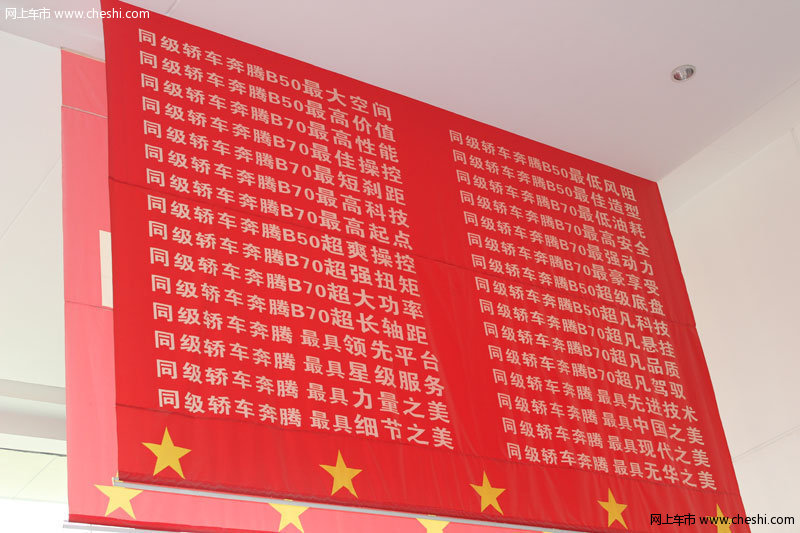 网上车市 www.cheshi.com
同级轿车奔腾B50最大空间
同级轿车奔腾B50最高价值
同级轿车奔腾B70最高性能
同级轿车奔腾B70最佳操控
同级轿车奔腾B70最短刹距
同级轿车奔腾B70最高科技
同级轿车奔腾B70最高起点
同级轿车奔腾B50超爽操控
同级轿车奔腾B70超强扭矩
同级轿车奔腾B70超大功率
同级轿车奔腾B70超长轴距
同级轿车奔腾 最具领先平台
同级轿车奔腾 最具星级服务
同级轿车奔腾 最具力量之美
同级轿车奔腾 最具细节之美
同级轿车奔腾B50最低风阻
同级轿车奔腾B50最佳造型
同级轿车奔腾B70最低油耗
同级轿车奔腾B70最高安全
同级轿车奔腾B70最强动力
同级轿车奔腾B70最豪享受
同级轿车奔腾B50超级底盘
同级轿车奔腾B50超凡科技
同级轿车奔腾B70超凡悬挂
同级轿车奔腾B70超凡品质
同级轿车奔腾B70超凡驾驭
同级轿车奔腾 最具先进技术
同级轿车奔腾 最具中国之美
同级轿车奔腾 最具现代之美
同级轿车奔腾 最具无华之美
网上车市 www.cheshi.com